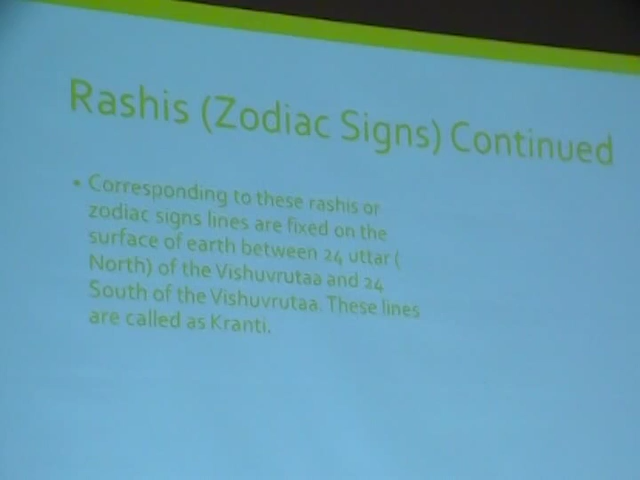 Rashis (Zodiac Signs) Continued
• Corresponding to these rashis or
zodiac signs lines are fixed on the
surface of earth between 24 uttar (
North) of the Vishuvrutaa and 24
South of the Vishuvrutaa. These lines
are called as Kranti.